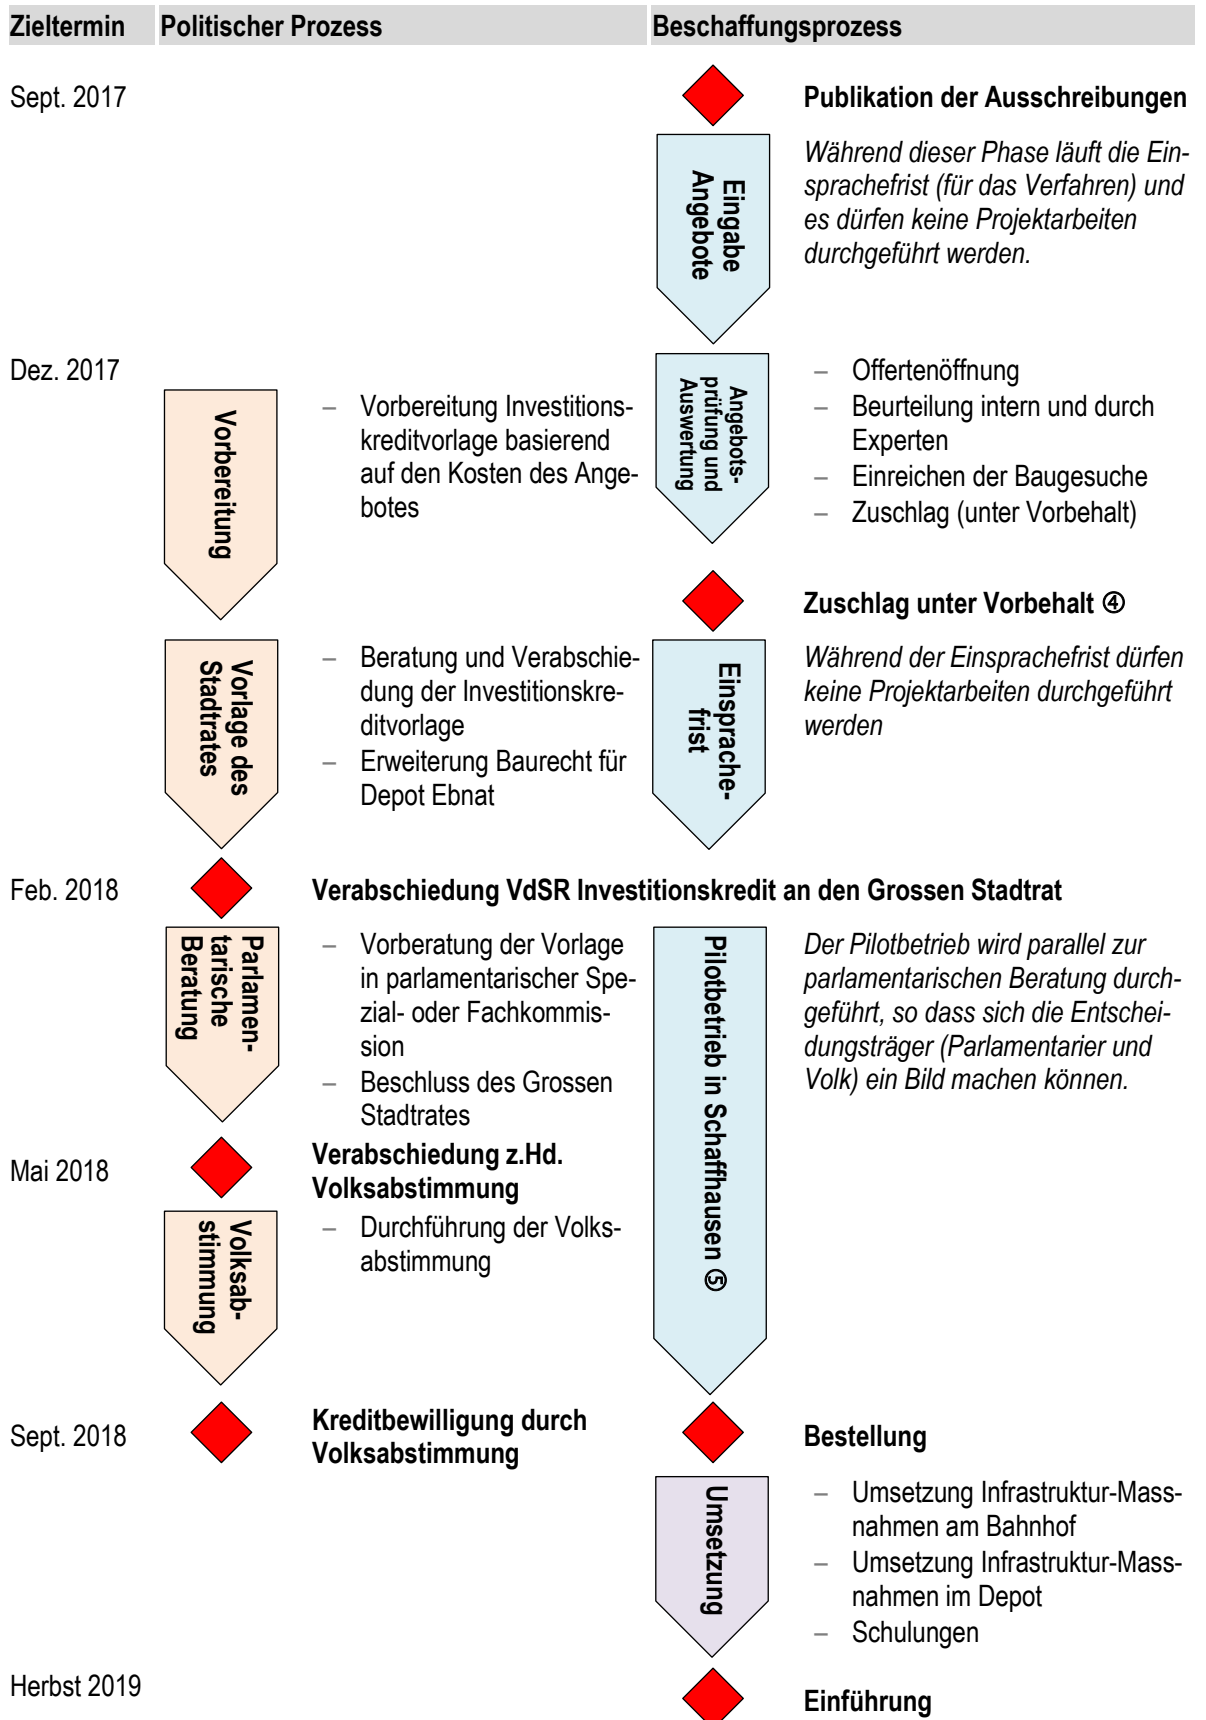 Zieltermin Politischer Prozess Beschaffungsprozess
Sept. 2017
Publikation der Ausschreibungen
Eingabe
Angebote
Während dieser Phase läuft die Ein-
sprachefrist (für das Verfahren) und
es dürfen keine Projektarbeiten
durchgeführt werden.
Dez. 2017
Vorbereitung
– Vorbereitung Investitions-
kreditvorlage basierend
auf den Kosten des Ange-
botes
Angebots-
prüfung und
Auswertung
– Offertenöffnung
– Beurteilung intern und durch
Experten
– Einreichen der Baugesuche
– Zuschlag (unter Vorbehalt)
Zuschlag unter Vorbehalt ④
Vorlage des
Stadtrates
– Beratung und Verabschie-
dung der Investitionskre-
ditvorlage
– Erweiterung Baurecht für
Depot Ebnat
Einsprache-
frist
Während der Einsprachefrist dürfen
keine Projektarbeiten durchgeführt
werden
Feb. 2018
Verabschiedung VdSR Investitionskredit an den Grossen Stadtrat
Parlamen-
tarische
Beratung
– Vorberatung der Vorlage
in parlamentarischer Spe-
zial- oder Fachkommis-
sion
– Beschluss des Grossen
Stadtrates
Pilotbetrieb in Schaffhausen ⑤
Der Pilotbetrieb wird parallel zur
parlamentarischen Beratung durch-
geführt, so dass sich die Entschei-
dungsträger (Parlamentarier und
Volk) ein Bild machen können.
Mai 2018
Verabschiedung z.Hd.
Volksabstimmung
Volksab-
stimmung
– Durchführung der Volks-
abstimmung
Sept. 2018
Kreditbewilligung durch
Volksabstimmung
Bestellung
Umsetzung
– Umsetzung Infrastruktur-Mass-
nahmen am Bahnhof
– Umsetzung Infrastruktur-Mass-
nahmen im Depot
– Schulungen
Herbst 2019
Einführung